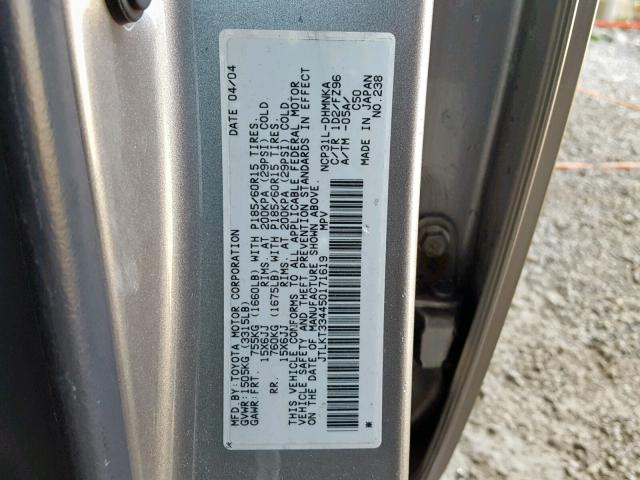 MFD.BY:TOYOTA MOTOR CORPORATION DATE 04/04
GVWR:1505KG (3315LB)
GAWR:FRT. 755KG (1660LB) WITH P185/60R15 TIRES.
15X6JJ RIMS. AT 200KPA (29PSI) COLD.
RR. 760KG (1675LB) WITH P185/60R15 TIRES.
15X6JJ RIMS. AT 200KPA (29PSI) COLD.
THIS VEHICLE CONFORMS TO ALL APPLICABLE FEDERAL MOTOR
VEHICLE SAFETY AND THEFT PREVENTION STANDARDS IN EFFECT
ON THE DATE OF MANUFACTURE SHOWN ABOVE.
JTLKT334450171619 MPV
NCP31L-DHMNKA
C/TR 1D2/FZ96
A/TM -05A/ C50
MADE IN JAPAN
NO.238